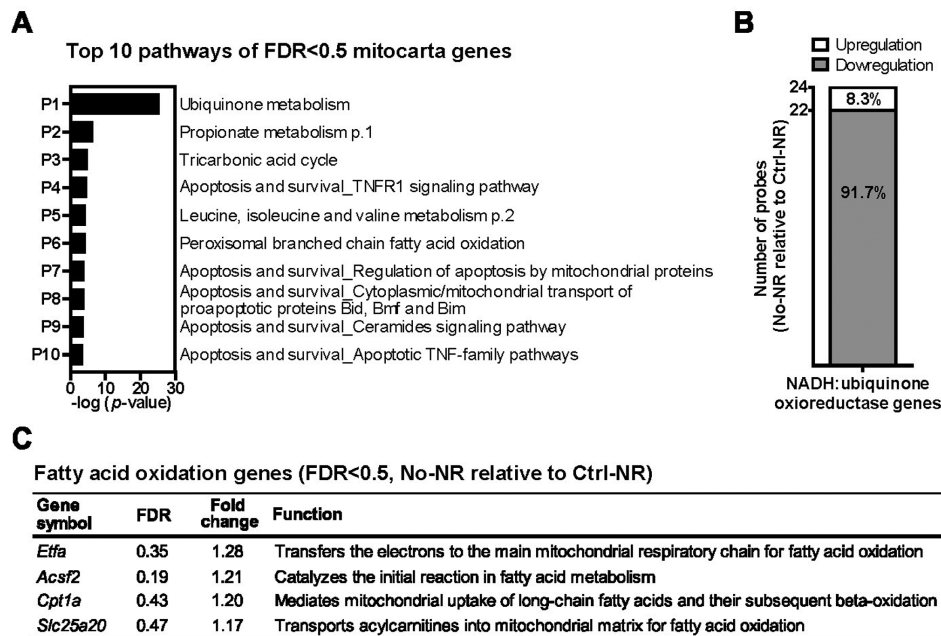 A
Top 10 pathways of FDR<0.5 mitocarta genes
P1 Ubiquinone metabolism
P2 Propionate metabolism p.1
P3 Tricarbonic acid cycle
P4 Apoptosis and survival_TNFR1 signaling pathway
P5 Leucine, isoleucine and valine metabolism p.2
P6 Peroxisomal branched chain fatty acid oxidation
P7 Apoptosis and survival_Regulation of apoptosis by mitochondrial proteins
P8 Apoptosis and survival_Cytoplasmic/mitochondrial transport of
proapoptotic proteins Bid, Bmf and Bim
P9 Apoptosis and survival_Ceramides signaling pathway
P10 Apoptosis and survival_Apoptotic TNF-family pathways
0 10 20 30
-log (p-value)
B
Upregulation
Dowregulation
24
22
8.3%
91.7%
Number of probes
(No-NR relative to Ctrl-NR)
NADH:ubiquinone
oxioreductase genes
C
Fatty acid oxidation genes (FDR<0.5, No-NR relative to Ctrl-NR)
Gene symbol FDR Fold change Function
Etfa 0.35 1.28 Transfers the electrons to the main mitochondrial respiratory chain for fatty acid oxidation
Acsf2 0.19 1.21 Catalyzes the initial reaction in fatty acid metabolism
Cpt1a 0.43 1.20 Mediates mitochondrial uptake of long-chain fatty acids and their subsequent beta-oxidation
Slc25a20 0.47 1.17 Transports acylcarnitines into mitochondrial matrix for fatty acid oxidation